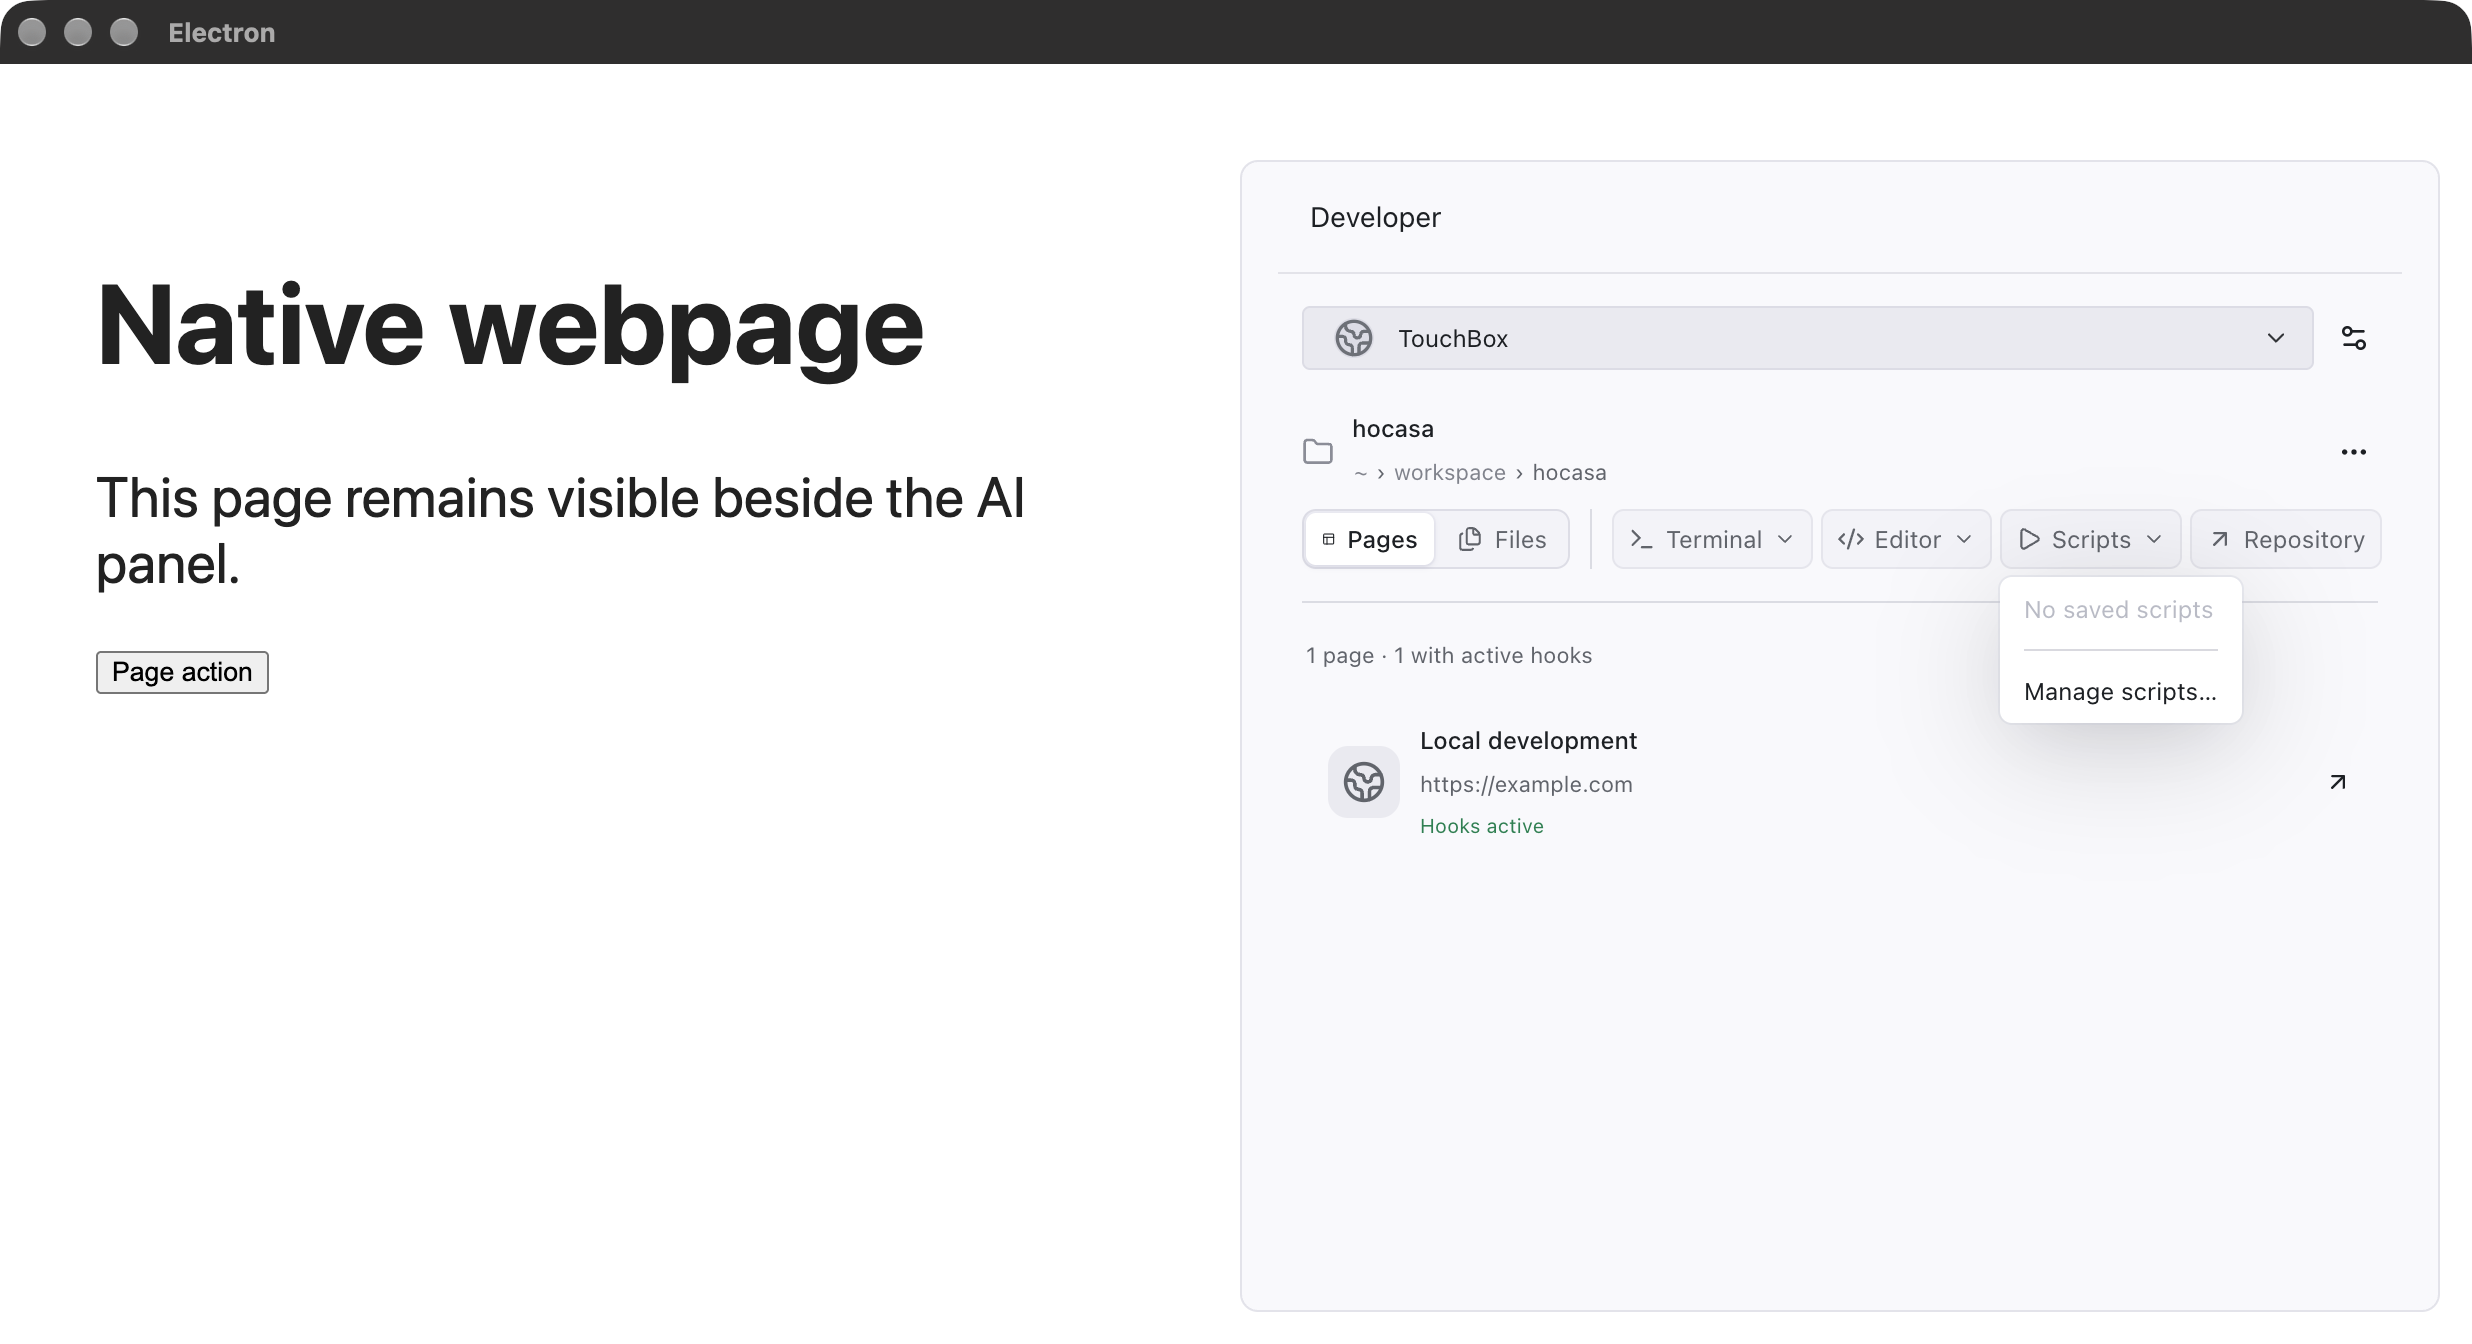 Electron
Native webpage
This page remains visible beside the AI
panel.
Page action
Developer
TouchBox
hocasa
~ › workspace › hocasa
Pages Files Terminal Editor Scripts Repository
No saved scripts
Manage scripts...
1 page · 1 with active hooks
Local development
https://example.com
Hooks active